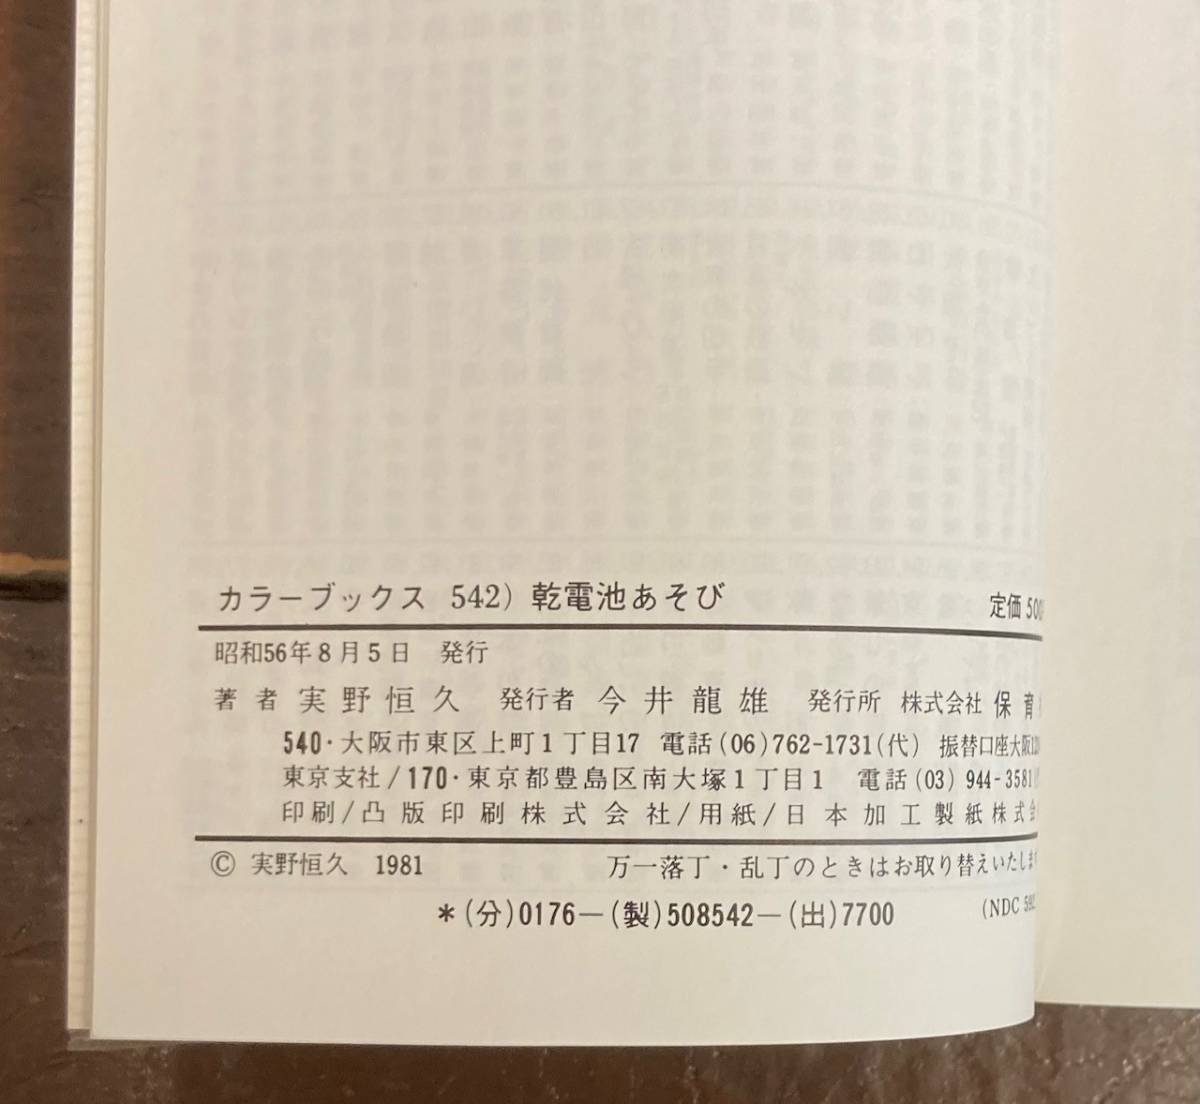 カラーブックス 542) 乾電池あそび 定価 500
昭和56年8月5日 発行
著者 実野恒久 発行者 今井龍雄 発行所 株式会社 保育
540・大阪市東区上町1丁目17 電話(06)762-1731(代) 振替口座大阪
東京支社/170・東京都豊島区南大塚1丁目1 電話(03) 944-3581
印刷/凸版印刷株式会社/用紙/日本加工製紙株式会
© 実野恒久 1981 万一落丁・乱丁のときはお取り替えいたしま
*(分)0176―(製)508542―(出)7700 (NDC